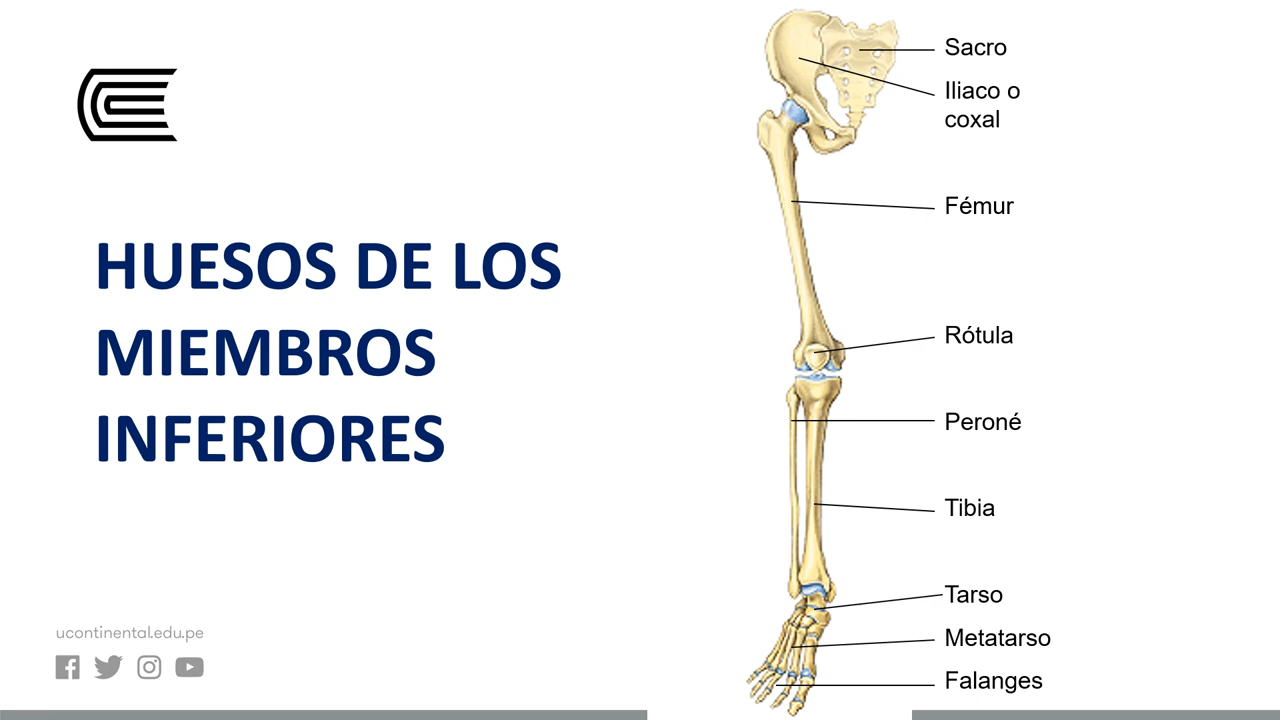 HUESOS DE LOS
MIEMBROS
INFERIORES
ucontinental.edu.pe
Sacro
Iliaco o
coxal
Fémur
Rótula
Peroné
Tibia
Tarso
Metatarso
Falanges